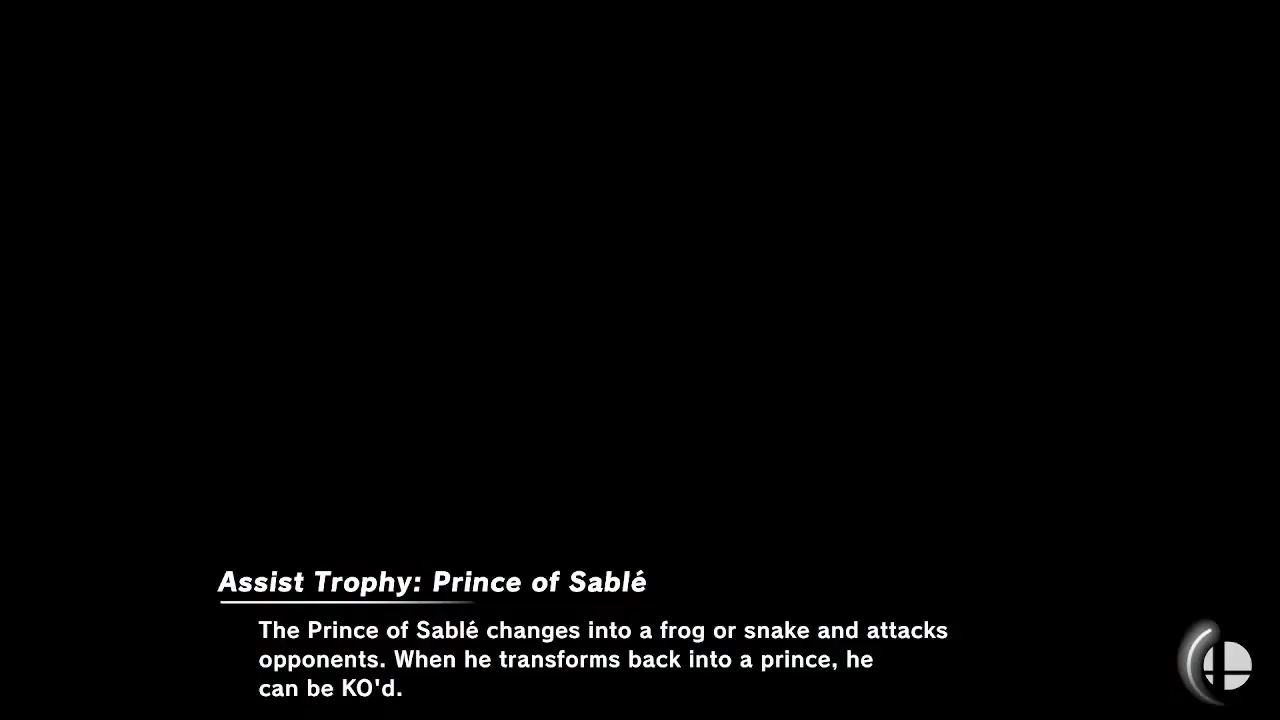 Assist Trophy: Prince of Sablé
The Prince of Sablé changes into a frog or snake and attacks
opponents. When he transforms back into a prince, he
can be KO'd.